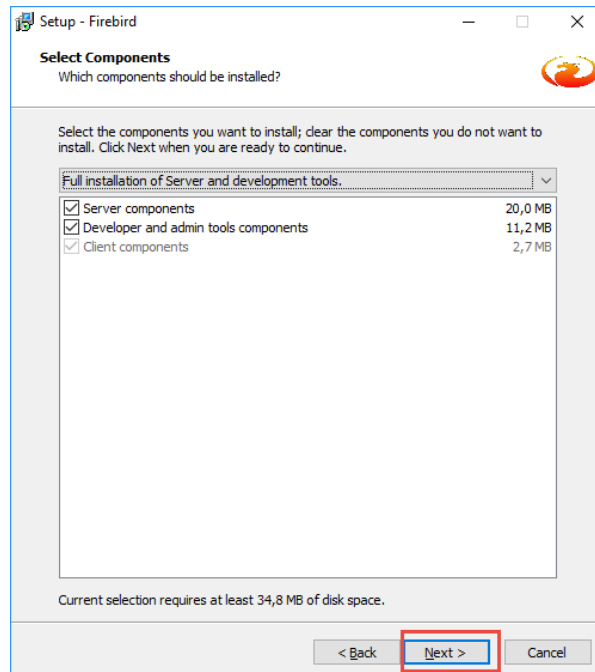 Setup - Firebird
Select Components
Which components should be installed?
Select the components you want to install; clear the components you do not want to
install. Click Next when you are ready to continue.
Full installation of Server and development tools.
Server components 20,0 MB
Developer and admin tools components 11,2 MB
Client components 2,7 MB
Current selection requires at least 34,8 MB of disk space.
< Back Next > Cancel